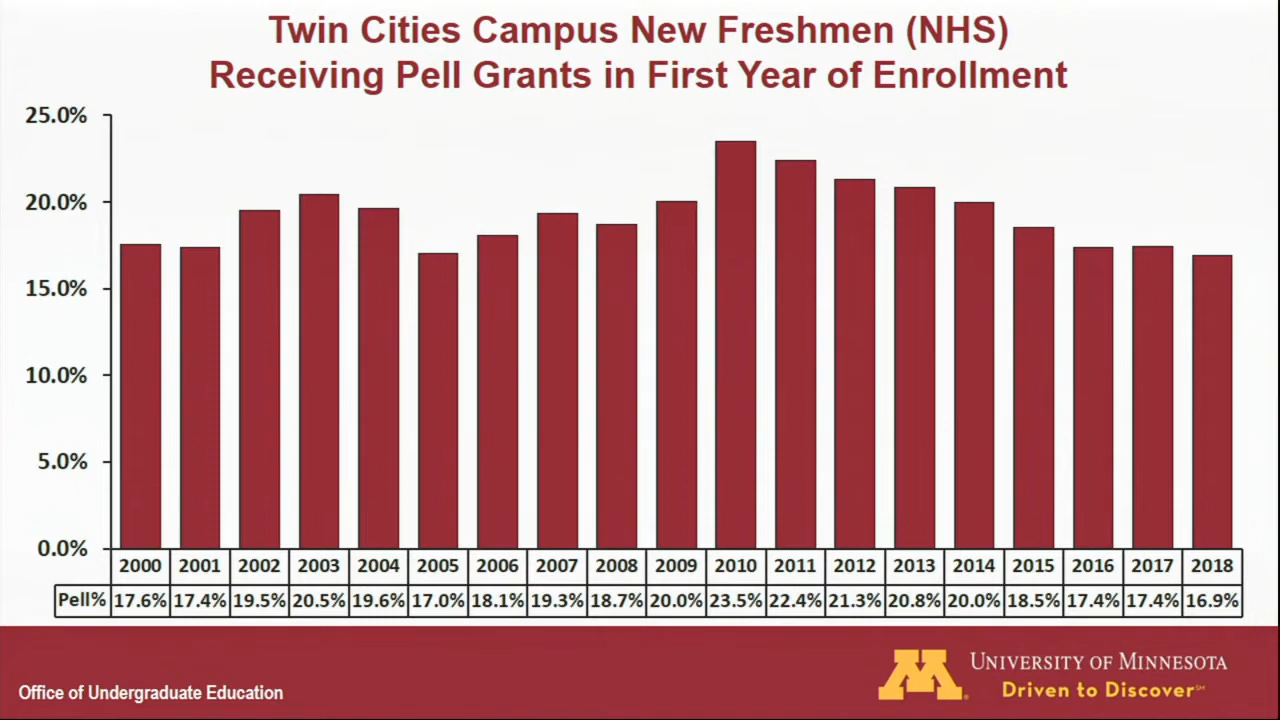 Twin Cities Campus New Freshmen (NHS)
Receiving Pell Grants in First Year of Enrollment
25.0%
20.0%
15.0%
10.0%
5.0%
0.0%
2000 2001 2002 2003 2004 2005 2006 2007 2008 2009 2010 2011 2012 2013 2014 2015 2016 2017 2018
Pell% 17.6% 17.4% 19.5% 20.5% 19.6% 17.0% 18.1% 19.3% 18.7% 20.0% 23.5% 22.4% 21.3% 20.8% 20.0% 18.5% 17.4% 17.4% 16.9%
Office of Undergraduate Education
M®
UNIVERSITY OF MINNESOTA
Driven to Discover℠